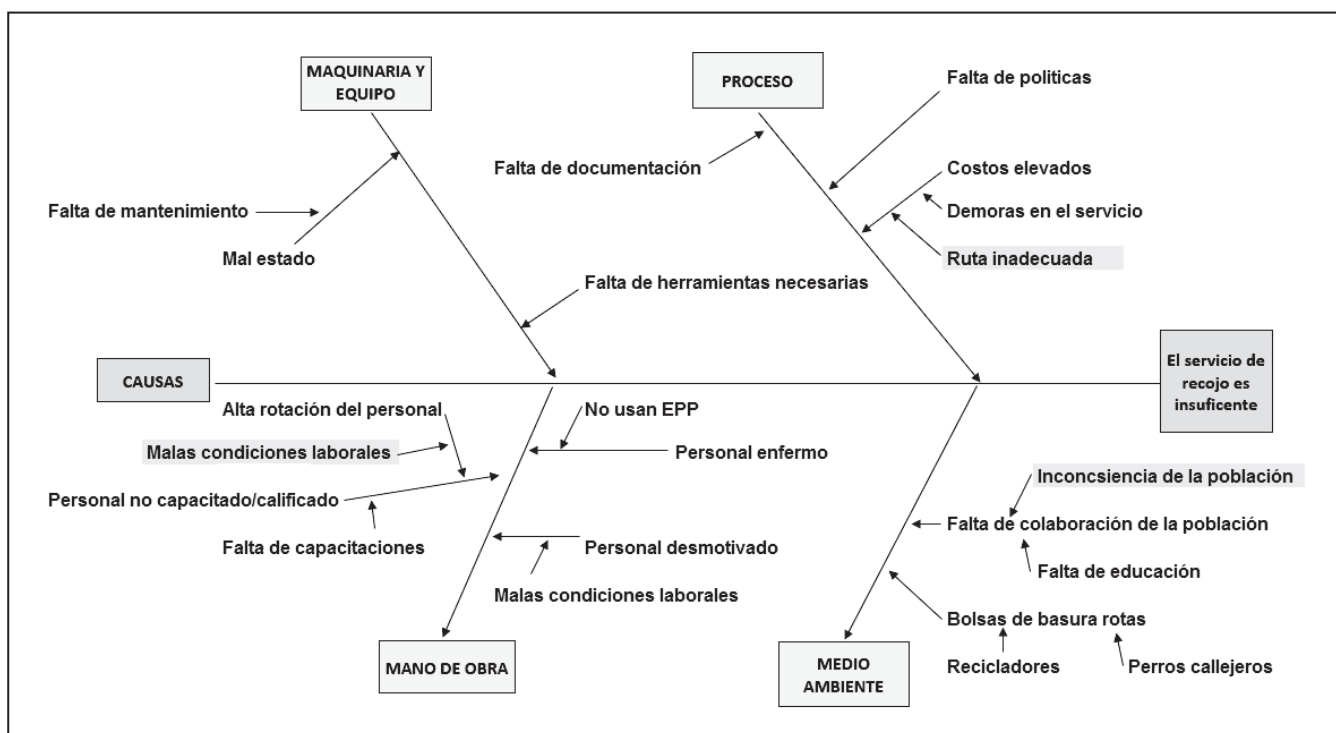 MAQUINARIA Y
EQUIPO
PROCESO
Falta de politicas
Falta de documentación
Costos elevados
Falta de mantenimiento
Demoras en el servicio
Mal estado
Ruta inadecuada
Falta de herramientas necesarias
CAUSAS
El servicio de
recojo es
insuficente
Alta rotación del personal
No usan EPP
Malas condiciones laborales
Personal enfermo
Inconcsiencia de la población
Personal no capacitado/calificado
Falta de colaboración de la población
Falta de capacitaciones
Personal desmotivado
Falta de educación
Malas condiciones laborales
Bolsas de basura rotas
MANO DE OBRA
MEDIO
AMBIENTE
Recicladores
Perros callejeros